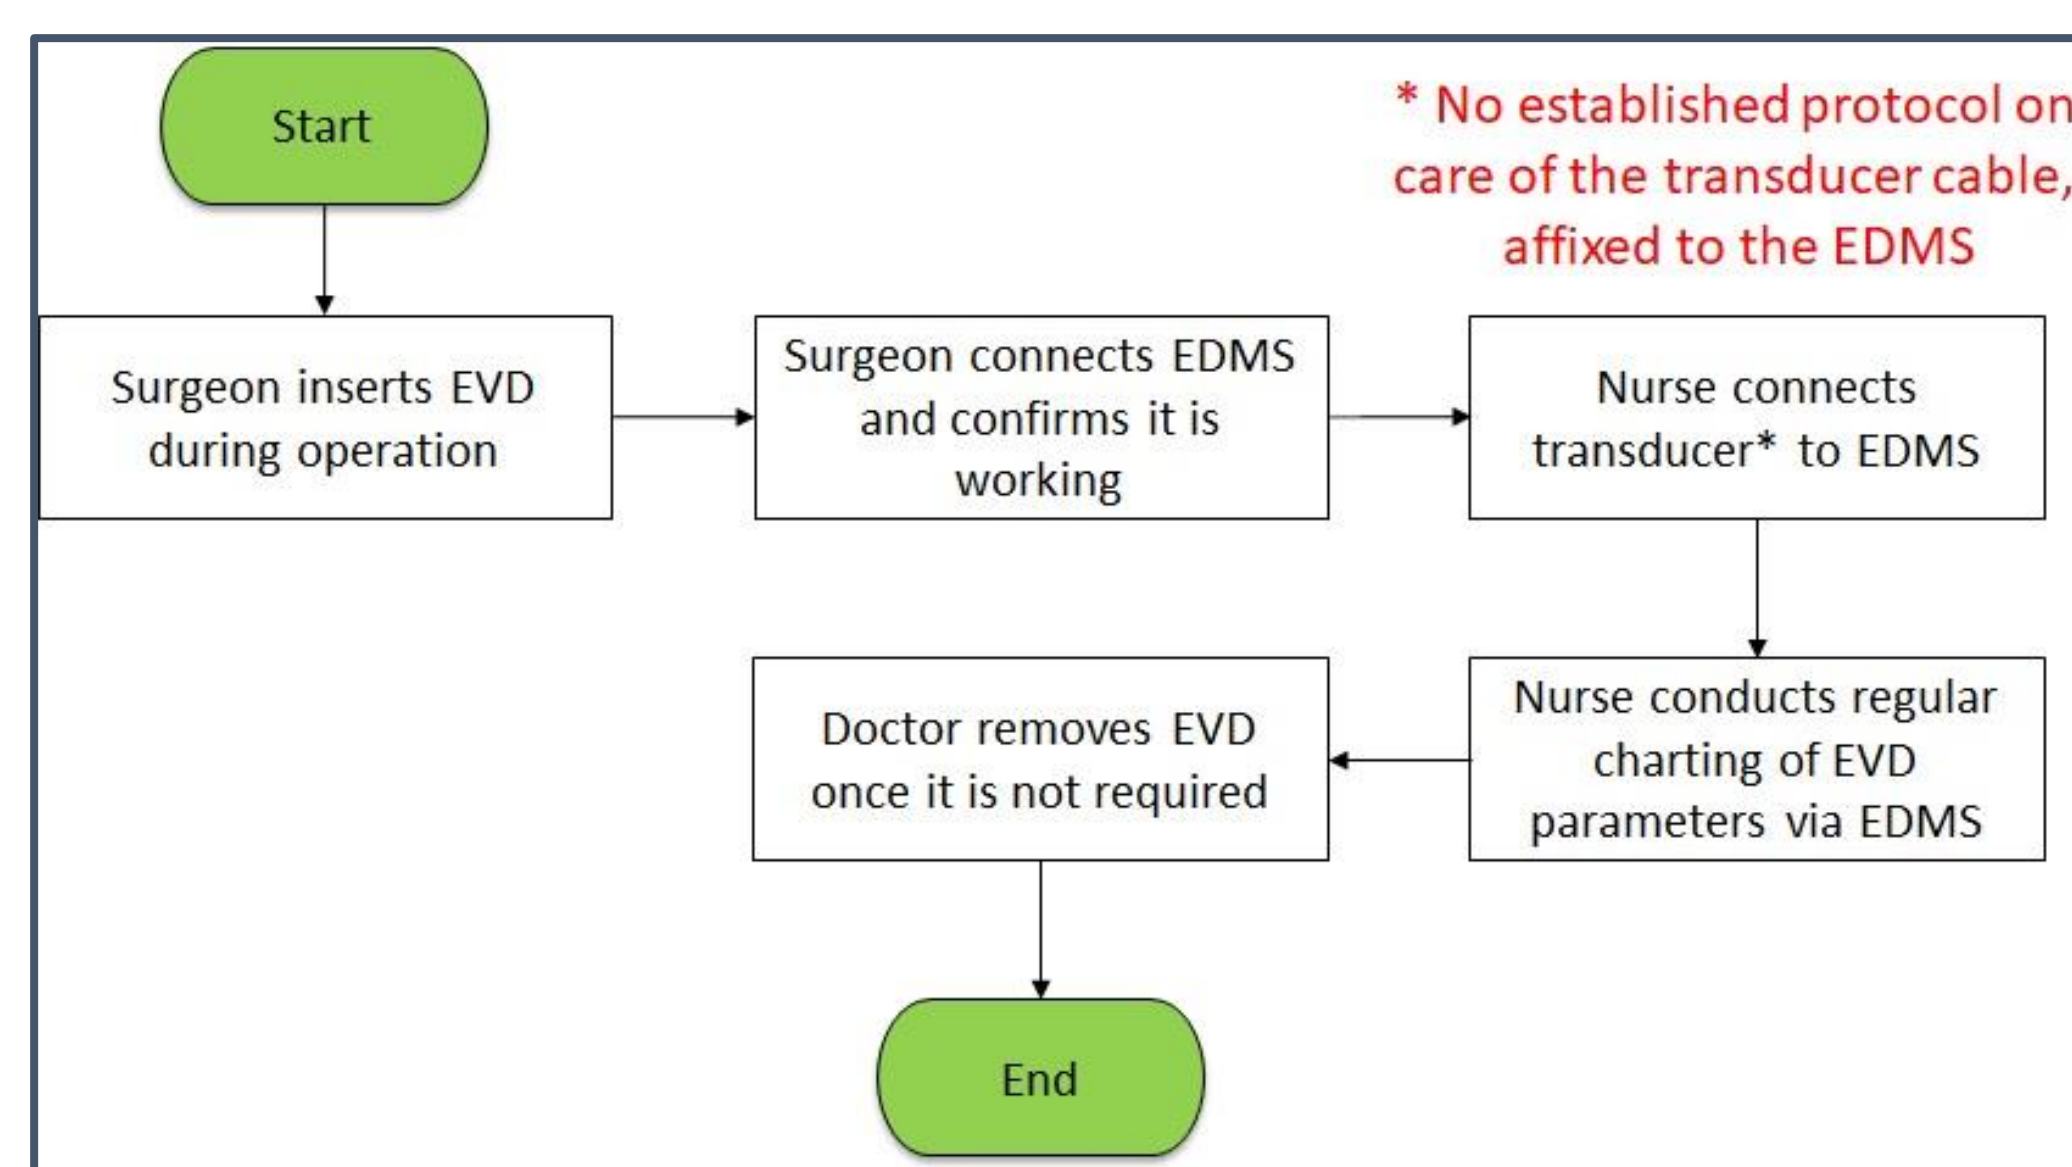 Start
* No established protocol on
care of the transducer cable,
affixed to the EDMS
Surgeon inserts EVD
during operation
Surgeon connects EDMS
and confirms it is
working
Nurse connects
transducer* to EDMS
Doctor removes EVD
once it is not required
Nurse conducts regular
charting of EVD
parameters via EDMS
End